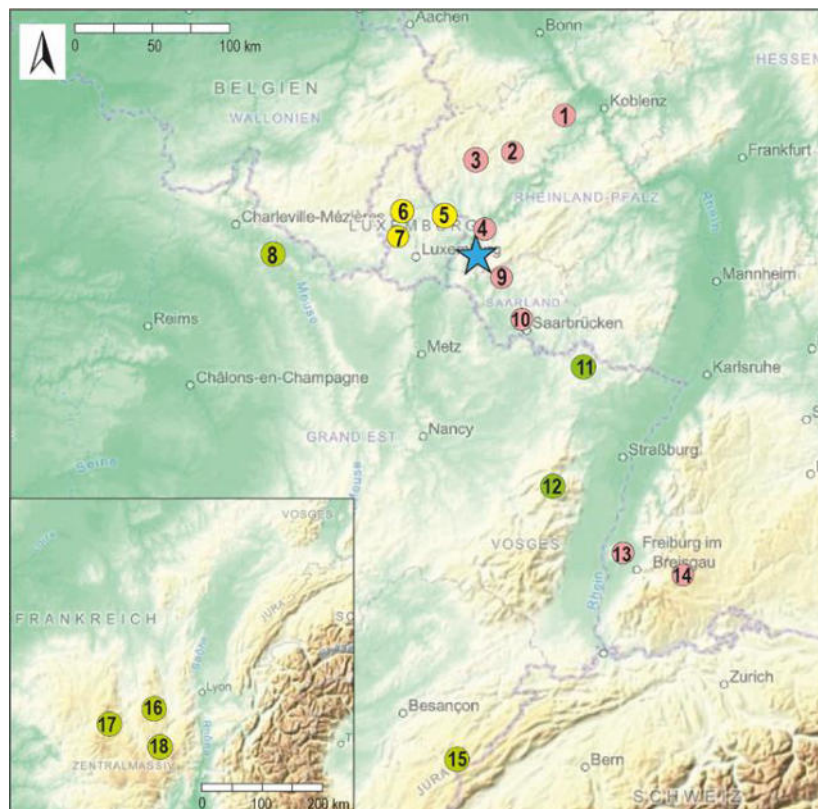 Aachen
Bonn
0 50 100 km
HESSEN
BELGIEN
Koblenz
WALLONIEN
1
2
3
Frankfurt
RHEINLAND-PFALZ
Rhein
6
5
Charleville-Mézières
LUXEMBURG
4
7
Luxemburg
8
9
Mannheim
Meuse
SAARLAND
10
Saarbrücken
Reims
Metz
11
Karlsruhe
Châlons-en-Champagne
GRAND EST
Nancy
Straßburg
Seine
12
Meuse
VOSGES
VOSGES
13
Freiburg im
Breisgau
14
Rhein
FRANKREICH
JURA
Saône
Zurich
Lyon
16
Besançon
17
18
Rhône
15
Bern
ZENTRALMASSIV
JURA
0 100 200 km
SCHWEIZ